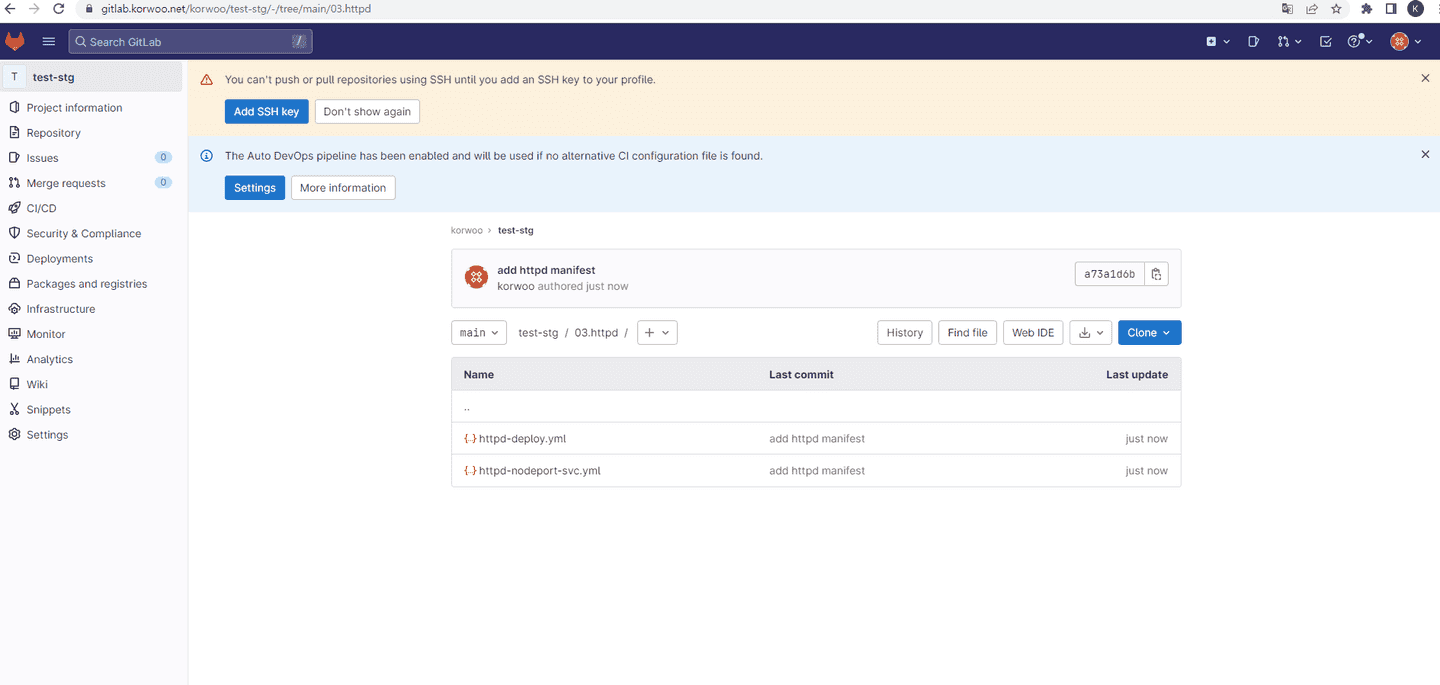 gitlab.korwoo.net/korwoo/test-stg/-/tree/main/03.httpd
K
Search GitLab /
T test-stg
Project information
Repository
Issues 0
Merge requests 0
CI/CD
Security & Compliance
Deployments
Packages and registries
Infrastructure
Monitor
Analytics
Wiki
Snippets
Settings
You can't push or pull repositories using SSH until you add an SSH key to your profile.
Add SSH key Don't show again
The Auto DevOps pipeline has been enabled and will be used if no alternative CI configuration file is found.
Settings More information
korwoo › test-stg
add httpd manifest
korwoo authored just now
a73a1d6b
main test-stg / 03.httpd / +
History Find file Web IDE Clone
Name Last commit Last update
..
httpd-deploy.yml add httpd manifest just now
httpd-nodeport-svc.yml add httpd manifest just now